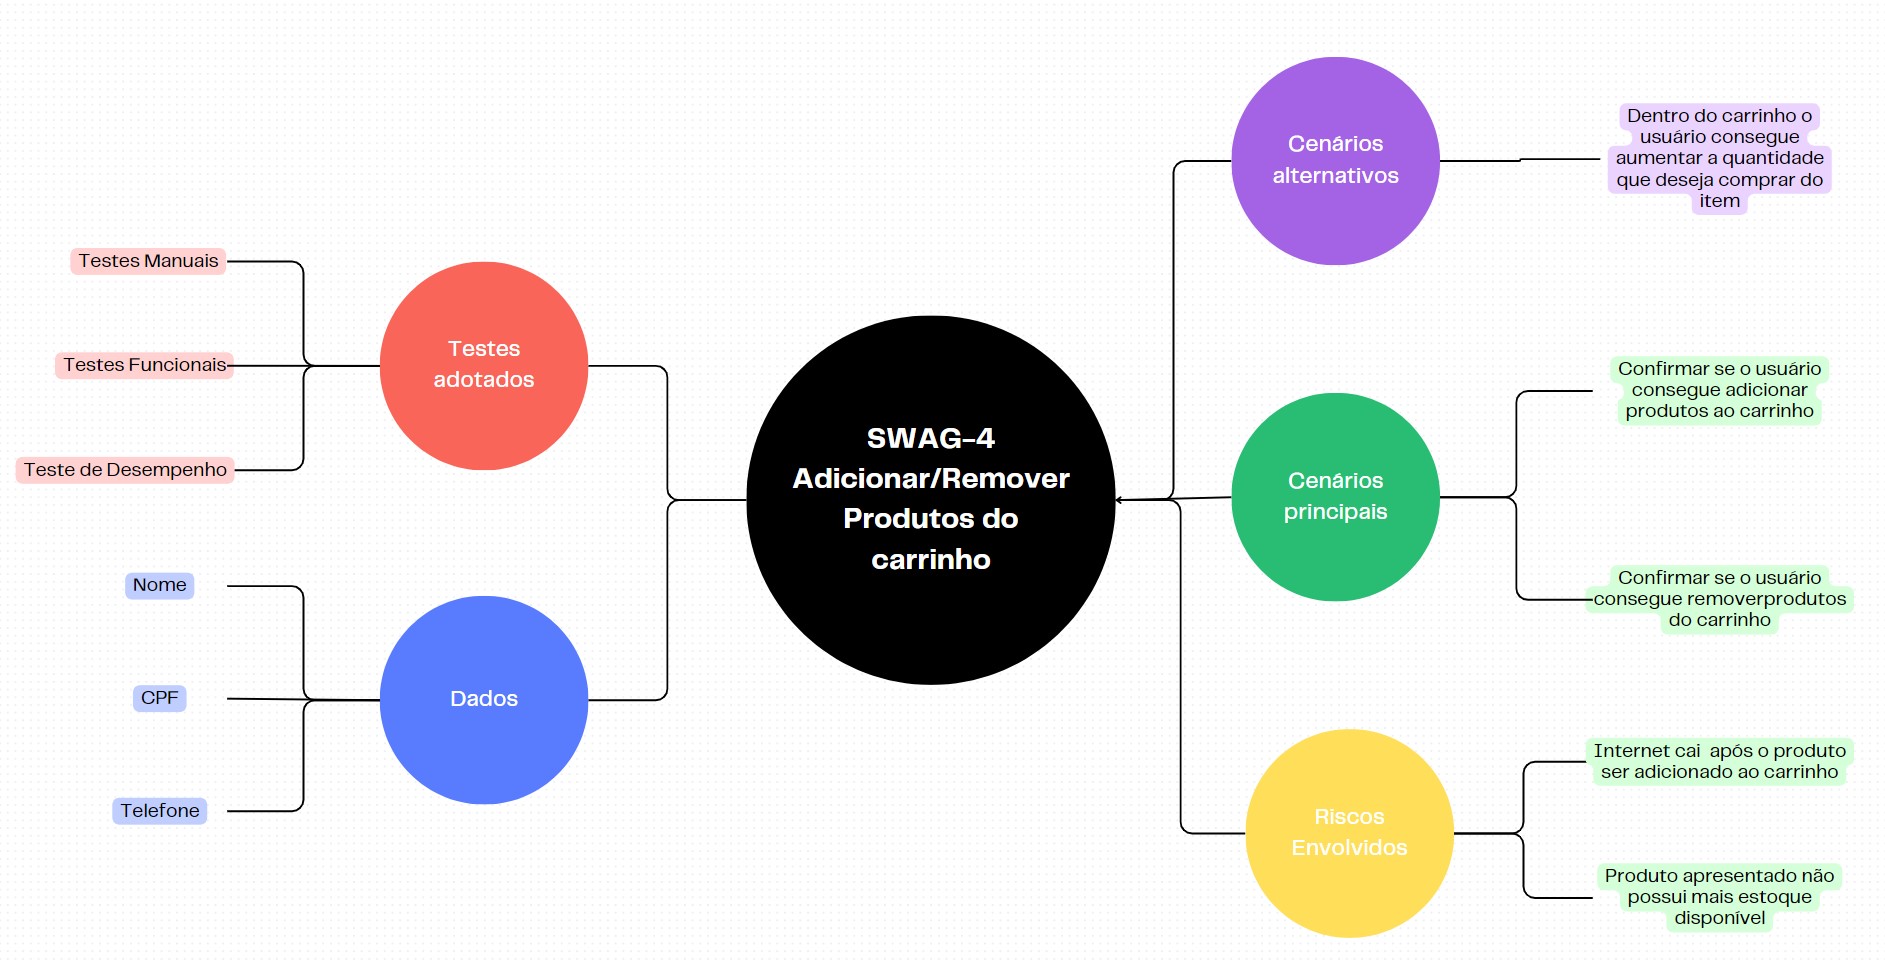 Testes Manuais
Testes Funcionais
Teste de Desempenho
Testes
adotados
Nome
CPF
Telefone
Dados
SWAG-4
Adicionar/Remover
Produtos do
carrinho
Cenários
alternativos
Dentro do carrinho o
usuário consegue
aumentar a quantidade
que deseja comprar do
item
Cenários
principais
Confirmar se o usuário
consegue adicionar
produtos ao carrinho
Confirmar se o usuário
consegue removerprodutos
do carrinho
Riscos
Envolvidos
Internet cai  após o produto
ser adicionado ao carrinho
Produto apresentado não
possui mais estoque
disponível